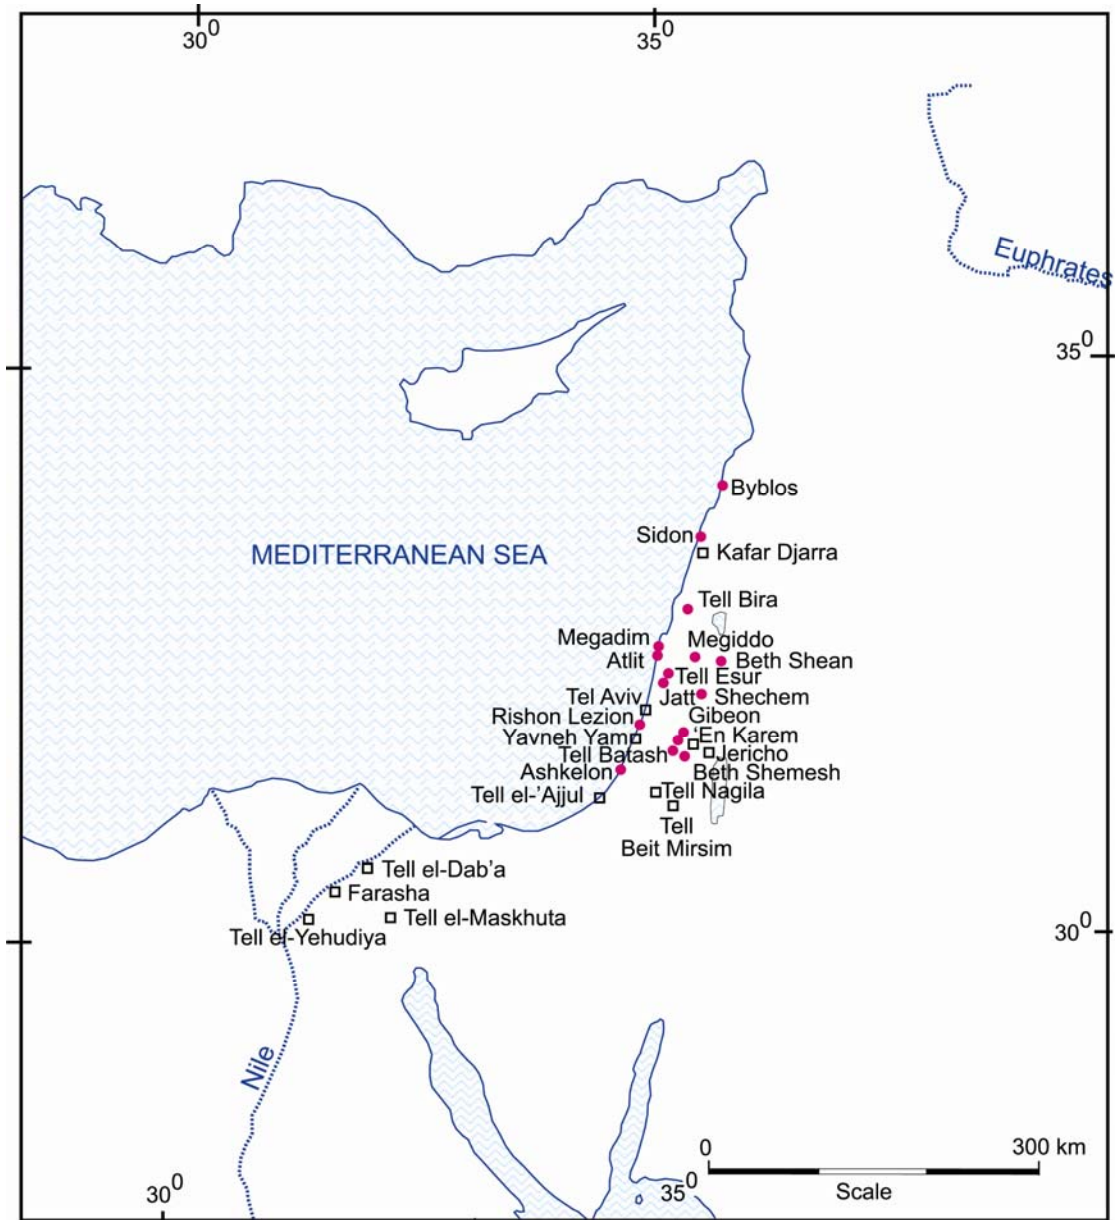 30⁰ 35⁰
Euphrates
35⁰
Byblos
Sidon
Kafar Djarra
MEDITERRANEAN SEA
Tell Bira
Megadim
Megiddo
Atlit
Beth Shean
Tell Esur
Tel Aviv
Jatt
Shechem
Rishon Lezion
Gibeon
Yavneh Yam
'En Karem
Tell Batash
Jericho
Ashkelon
Beth Shemesh
Tell el-'Ajjul
Tell Nagila
Tell
Beit Mirsim
Tell el-Dab'a
Farasha
Tell el-Maskhuta
Tell el-Yehudiya
30⁰
Nile
0 300 km
Scale
30⁰ 35⁰